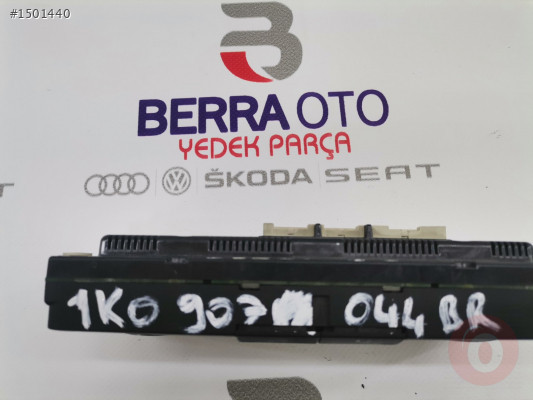 #1501440
BERRA OTO
YEDEK PARÇA
ŠKODA SEAT
1K0 907 044 BR